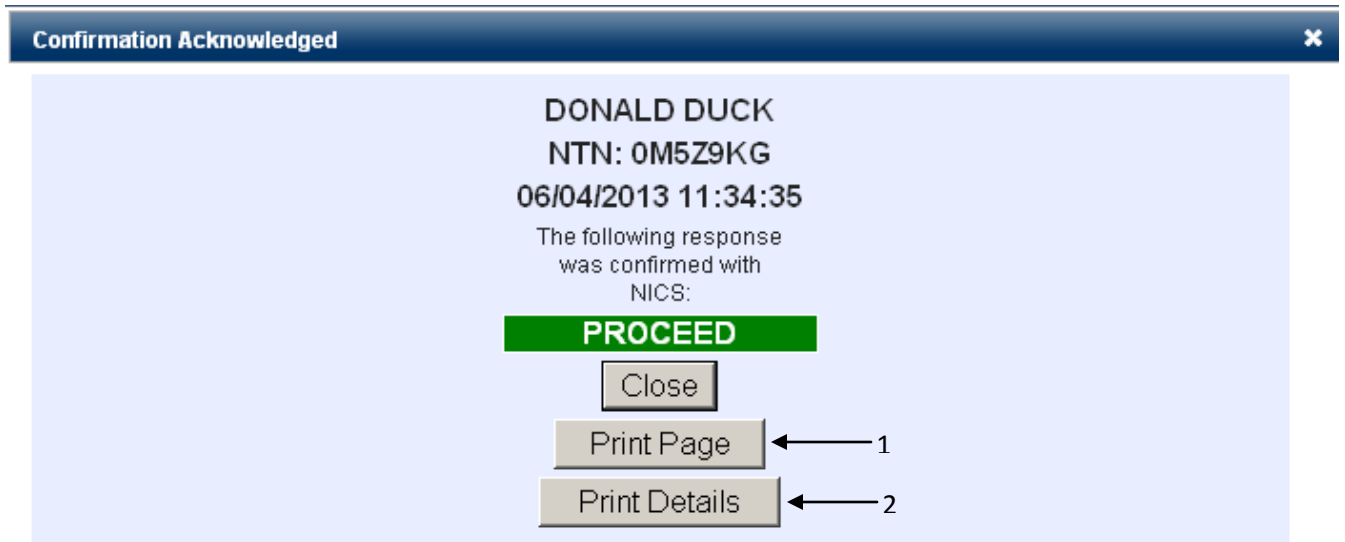 Confirmation Acknowledged ×
DONALD DUCK
NTN: 0M5Z9KG
06/04/2013 11:34:35
The following response
was confirmed with
NICS:
PROCEED
Close
Print Page 1
Print Details 2